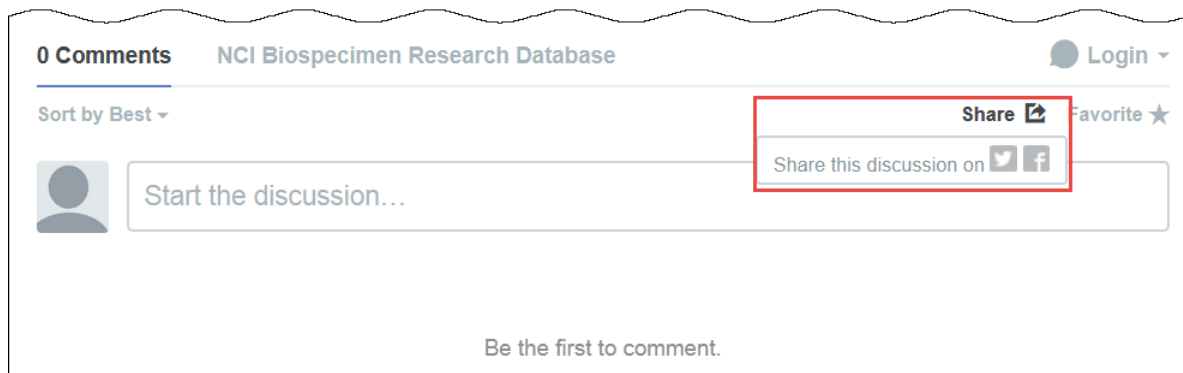 0 Comments NCI Biospecimen Research Database Login
Sort by Best Share Favorite
Share this discussion on
Start the discussion...
Be the first to comment.